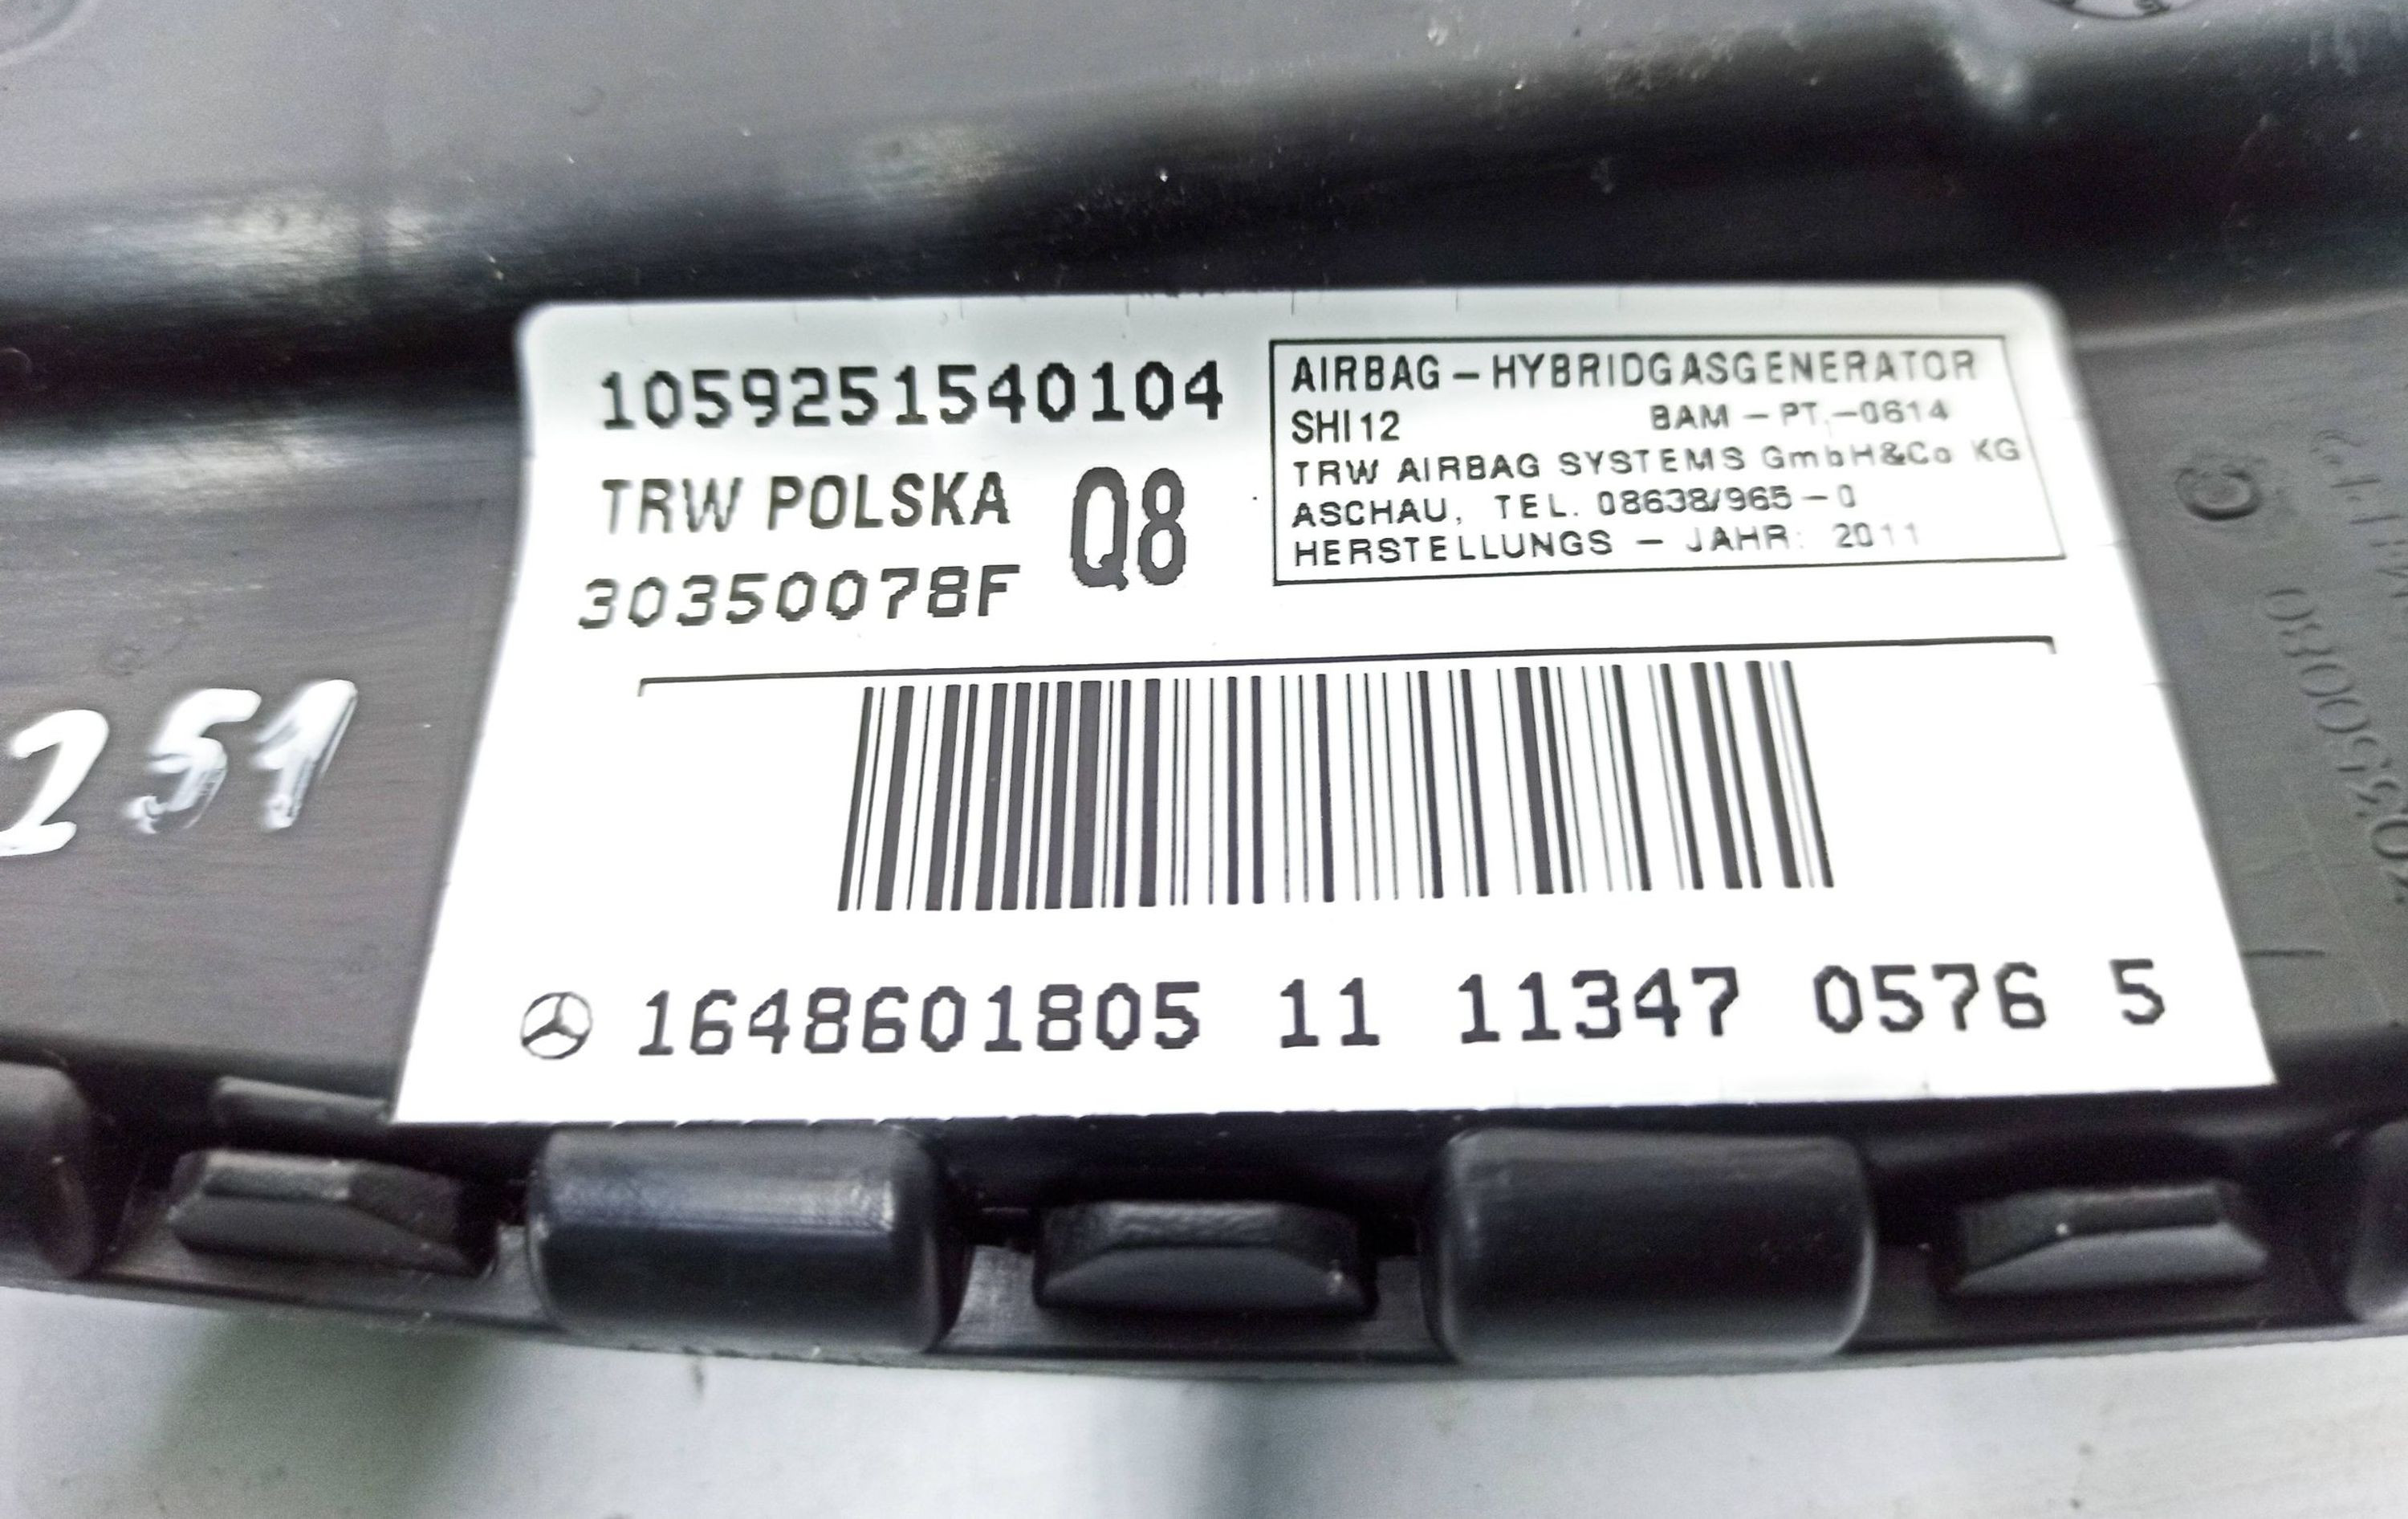 1059251540104
TRW POLSKA
Q8
30350078F
AIRBAG – HYBRIDGASGENERATOR
SHI12 BAM – PT.–0614
TRW AIRBAG SYSTEMS GmbH&Co KG
ASCHAU, TEL. 08638/965–0
HERSTELLUNGS – JAHR: 2011
1648601805 11 11347 0576 5
251